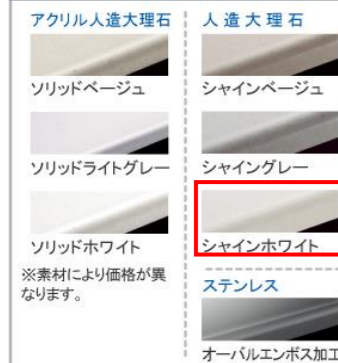 アクリル人造大理石
ソリッドベージュ
ソリッドライトグレー
ソリッドホワイト
※素材により価格が異
なります。
人造大理石
シャインベージュ
シャイングレー
シャインホワイト
ステンレス
オーバルエンボス加工